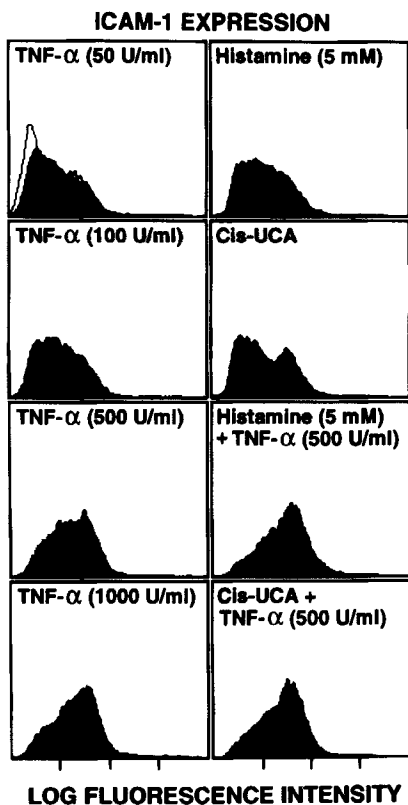 ICAM-1 EXPRESSION
TNF-α (50 U/ml)
Histamine (5 mM)
TNF-α (100 U/ml)
Cis-UCA
TNF-α (500 U/ml)
Histamine (5 mM)
+ TNF-α (500 U/ml)
TNF-α (1000 U/ml)
Cis-UCA +
TNF-α (500 U/ml)
LOG FLUORESCENCE INTENSITY